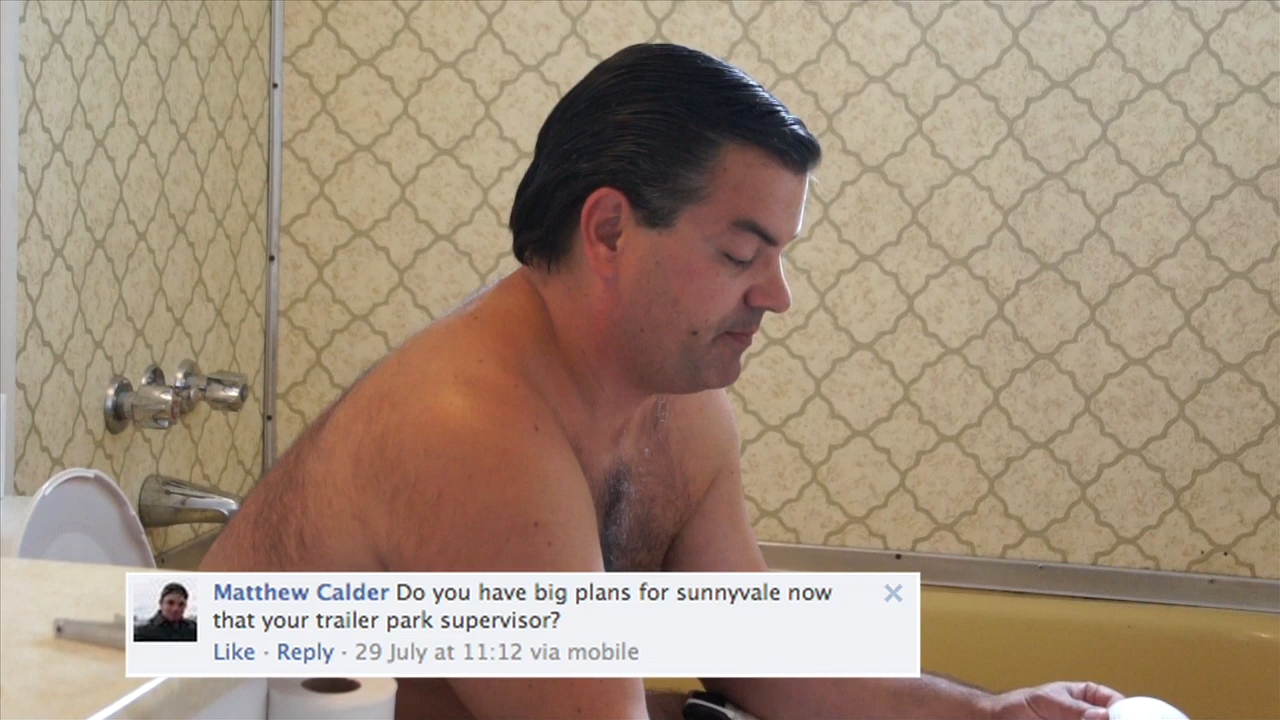 Matthew Calder Do you have big plans for sunnyvale now
that your trailer park supervisor?
Like · Reply · 29 July at 11:12 via mobile